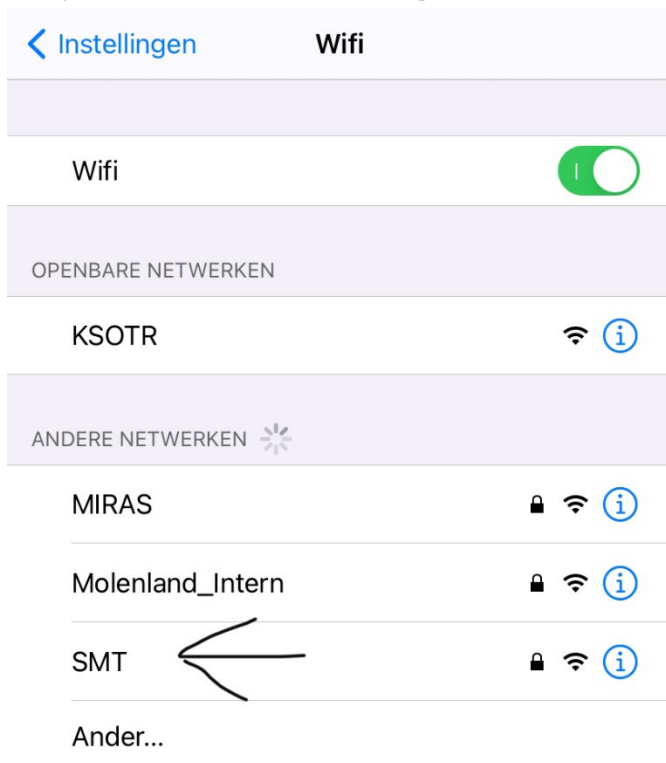 Instellingen Wifi
Wifi
OPENBARE NETWERKEN
KSOTR
ANDERE NETWERKEN
MIRAS
Molenland_Intern
SMT
Ander...